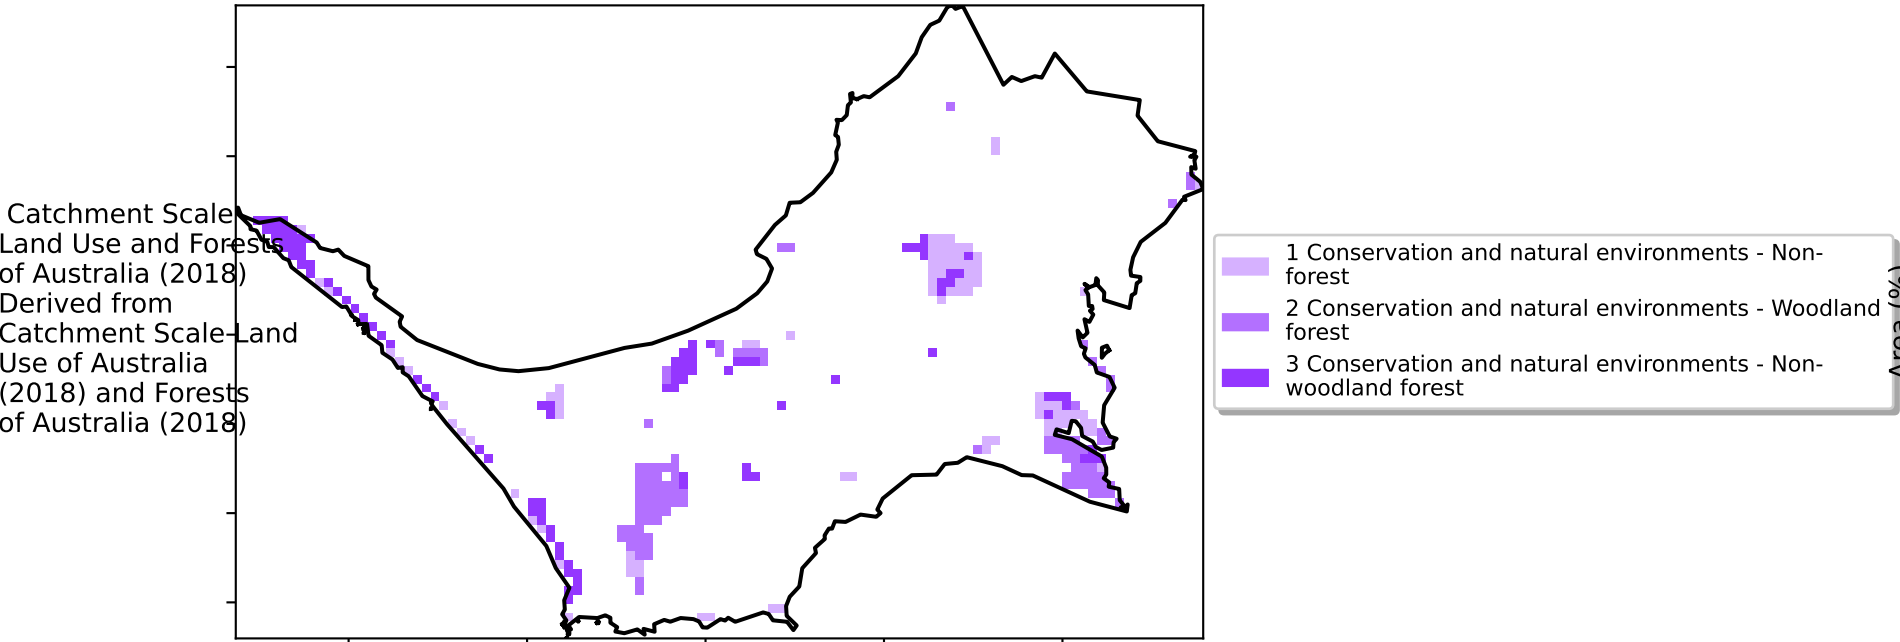 Catchment Scale
Land Use and Forests
of Australia (2018)
Derived from
Catchment Scale Land
Use of Australia
(2018) and Forests
of Australia (2018)
1 Conservation and natural environments - Non-
forest
2 Conservation and natural environments - Woodland
forest
3 Conservation and natural environments - Non-
woodland forest